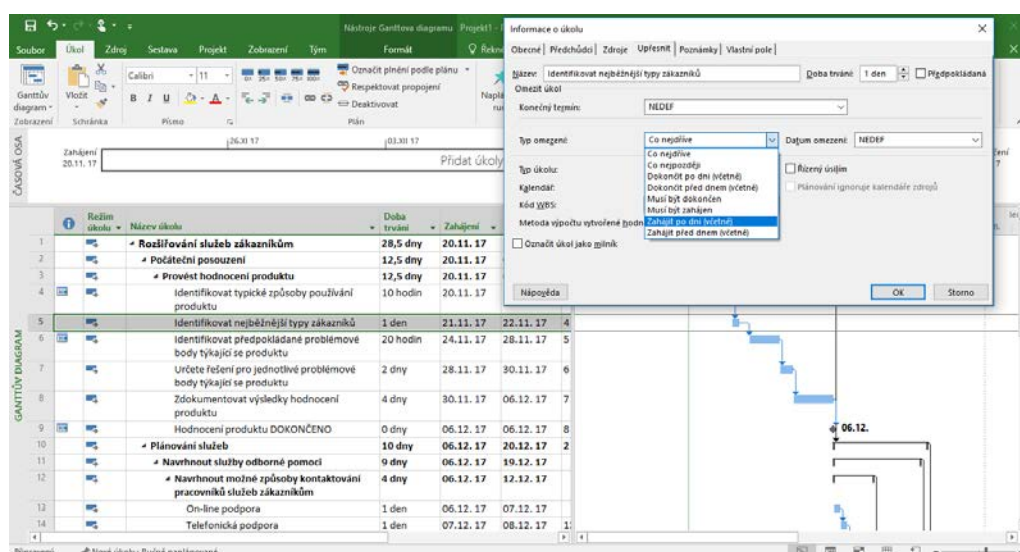 Nástroje Ganttova diagramu Projekt1 -
Soubor Úkol Zdroj Sestava Projekt Zobrazení Tým Formát
Ganttův diagram
Vložit
Calibri 11
B I U A
Označit plnění podle plánu
Respektovat propojení
Deaktivovat
Zobrazení Schránka Písmo Plán
Informace o úkolu
Obecné Předchůdci Zdroje Upřesnit Poznámky Vlastní pole
Název: Identifikovat nejběžnější typy zákazníků Doba trvání: 1 den Předpokládaná
Omezit úkol
Konečný termín: NEDEF
Typ omezení: Co nejdříve Datum omezení: NEDEF
Co nejdříve
Co nejpozději
Dokončit po dni (včetně)
Dokončit před dnem (včetně)
Musí být dokončen
Musí být zahájen
Zahájit po dni (včetně)
Zahájit před dnem (včetně)
Typ úkolu: Řízený úsilím
Kalendář: Plánování ignoruje kalendáře zdrojů
Kód WBS:
Metoda výpočtu vytvořené hodn
Označit úkol jako milník
Nápověda OK Storno
ČASOVÁ OSA
Zahájení
20.11. 17
26.XI 17 03.XII 17
Přidat úkoly
GANTTŮV DIAGRAM
Režim úkolu Název úkolu Doba trvání Zahájení
1 Rozšiřování služeb zákazníkům 28,5 dny 20.11. 17
2 Počáteční posouzení 12,5 dny 20.11. 17
3 Provést hodnocení produktu 12,5 dny 20.11. 17
4 Identifikovat typické způsoby používání produktu 10 hodin 20.11. 17
5 Identifikovat nejběžnější typy zákazníků 1 den 21.11. 17 22.11. 17 4
6 Identifikovat předpokládané problémové body týkající se produktu 20 hodin 24.11. 17 28.11. 17 5
7 Určete řešení pro jednotlivé problémové body týkající se produktu 2 dny 28.11. 17 30.11. 17 6
8 Zdokumentovat výsledky hodnocení produktu 4 dny 30.11. 17 06.12. 17 7
9 Hodnocení produktu DOKONČENO 0 dny 06.12. 17 06.12. 17 8
06.12.
10 Plánování služeb 10 dny 06.12. 17 20.12. 17 2
11 Navrhnout služby odborné pomoci 9 dny 06.12. 17 19.12. 17
12 Navrhnout možné způsoby kontaktování pracovníků služeb zákazníkům 4 dny 06.12. 17 12.12. 17
13 On-line podpora 1 den 06.12. 17 07.12. 17
14 Telefonická podpora 1 den 07.12. 17 08.12. 17